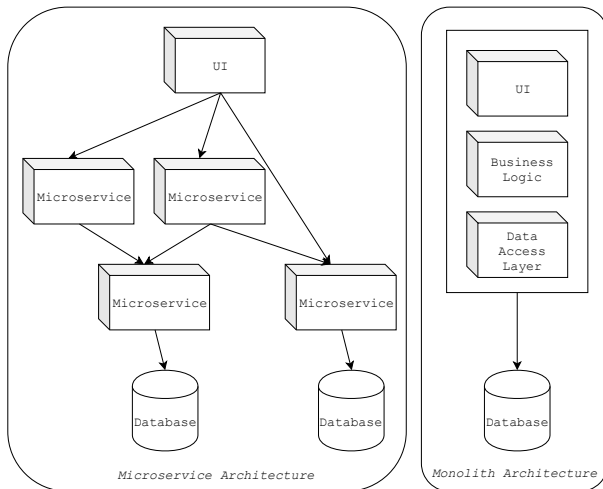 UI
Microservice
Microservice
Microservice
Microservice
Database
Database
Microservice Architecture
UI
Business
Logic
Data
Access
Layer
Database
Monolith Architecture